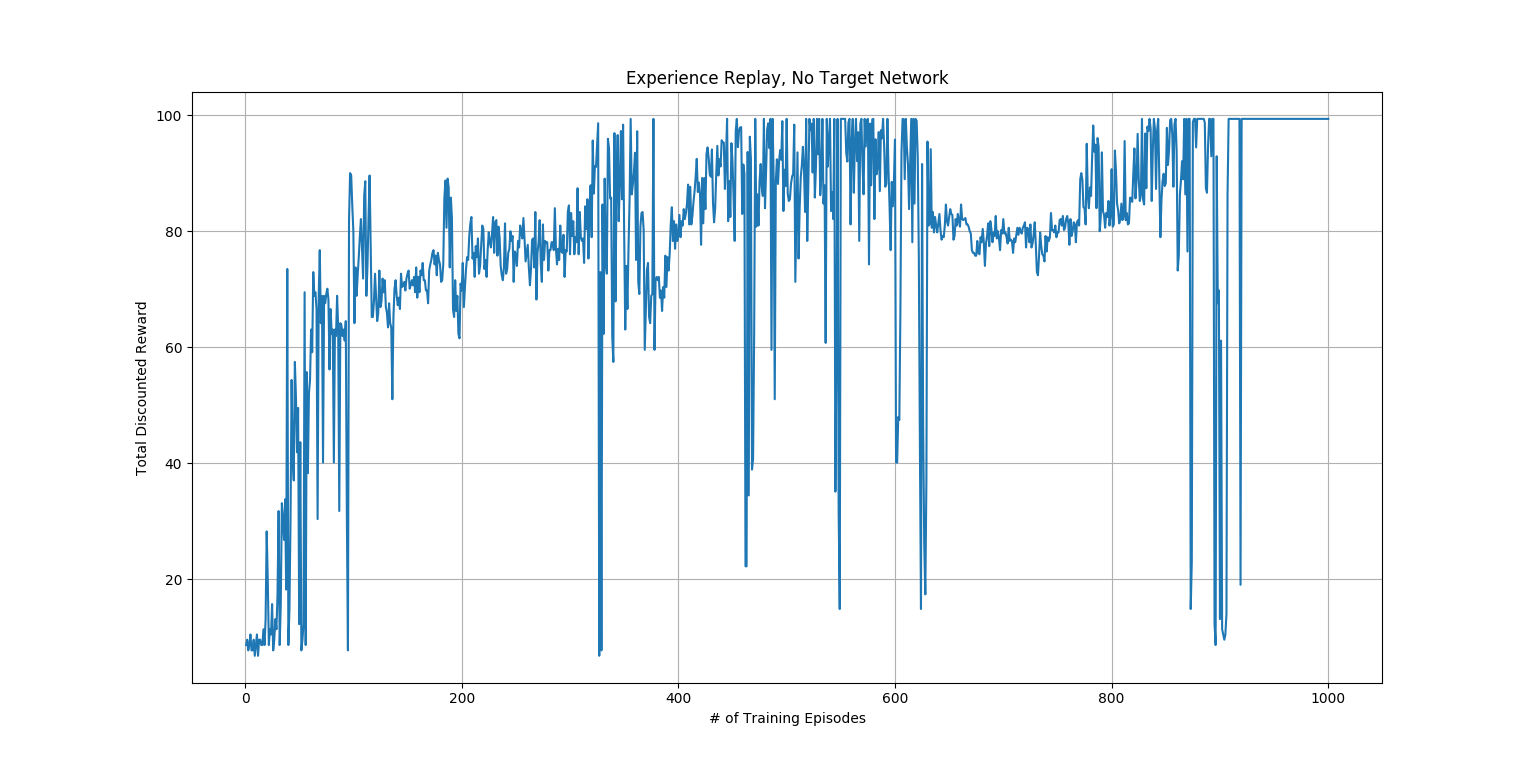 Experience Replay, No Target Network
100
80
60
40
20
Total Discounted Reward
0 200 400 600 800 1000
# of Training Episodes